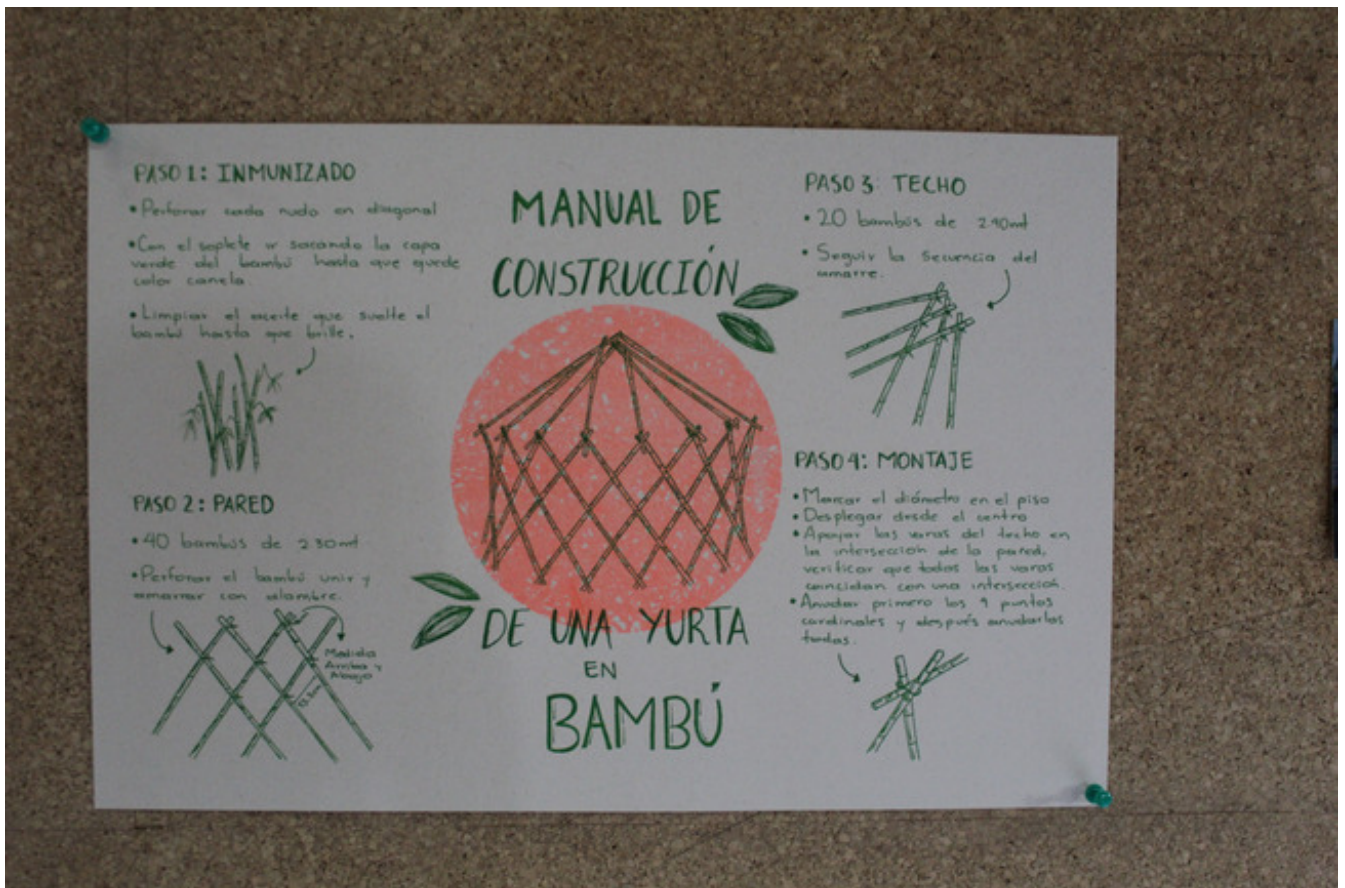 PASO 1: INMUNIZADO
• Perforar cada nudo en diagonal
• Con el soplete ir sacando la capa
verde del bambú hasta que quede
color canela.
• Limpiar el aceite que suelte el
bambú hasta que brille.
PASO 2: PARED
• 40 bambús de 2.30mt
• Perforar el bambú unir y
amarrar con alambre.
Medida
Arriba y
Abajo
MANUAL DE
CONSTRUCCIÓN
DE UNA YURTA
EN
BAMBÚ
PASO 3: TECHO
• 20 bambús de 2.90mt
• Seguir la secuencia del
amarre.
PASO 4: MONTAJE
• Marcar el diámetro en el piso
• Desplegar desde el centro
• Apoyar las varas del techo en
la intersección de la pared,
verificar que todas las varas
coincidan con una intersección.
• Anudar primero los 4 puntos
cardinales y después anudarlas
todas.